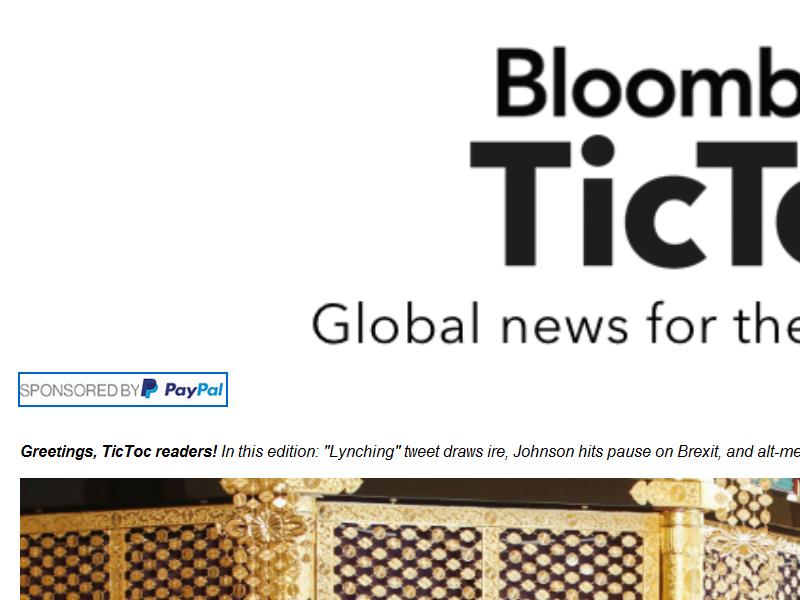 Bloomb
TicTo
Global news for the
SPONSORED BY PayPal
Greetings, TicToc readers! In this edition: "Lynching" tweet draws ire, Johnson hits pause on Brexit, and alt-me